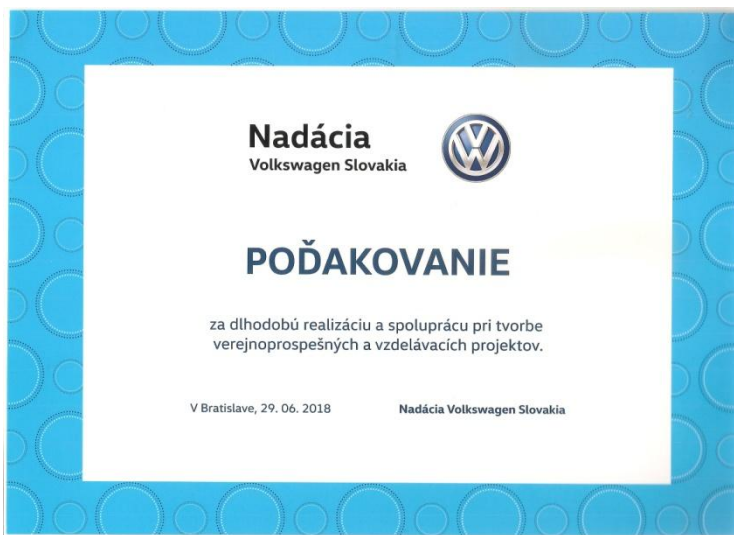 Nadácia
Volkswagen Slovakia
POĎAKOVANIE
za dlhodobú realizáciu a spoluprácu pri tvorbe
verejnoprospešných a vzdelávacích projektov.
V Bratislave, 29. 06. 2018 Nadácia Volkswagen Slovakia